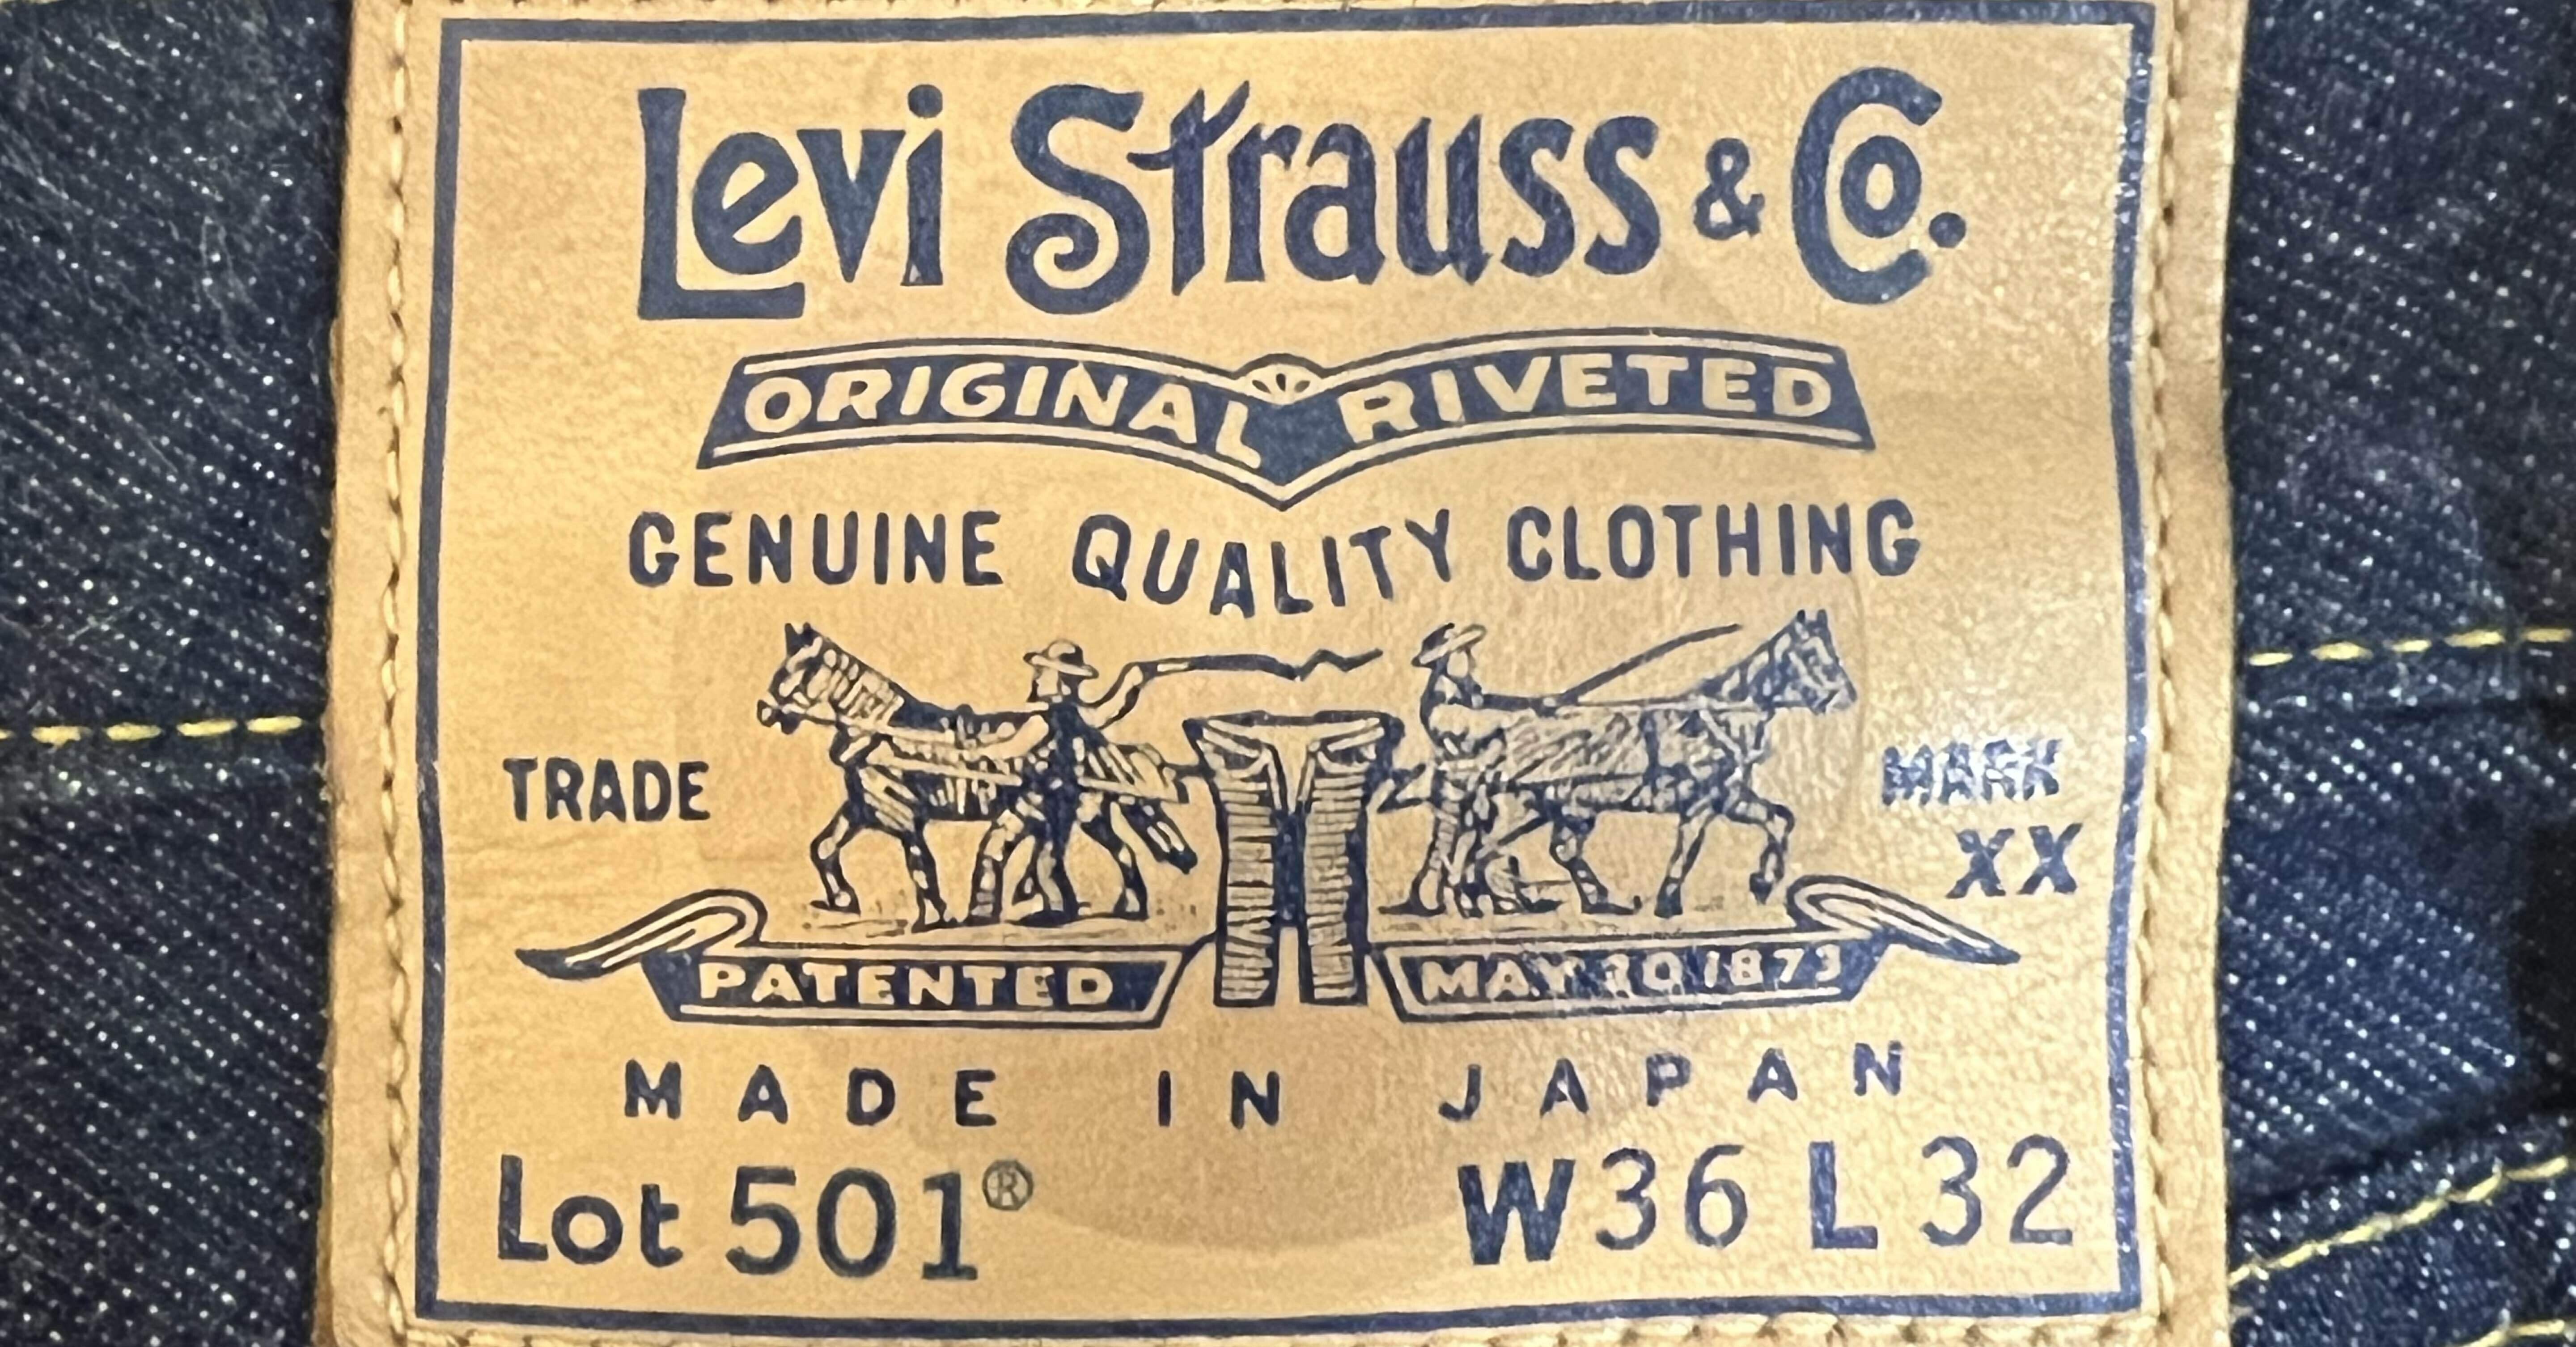 Levi Strauss & Co.
ORIGINAL RIVETED
GENUINE QUALITY CLOTHING
TRADE MARK
XX
PATENTED MAY 20 1873
MADE IN JAPAN
Lot 501® W36 L32